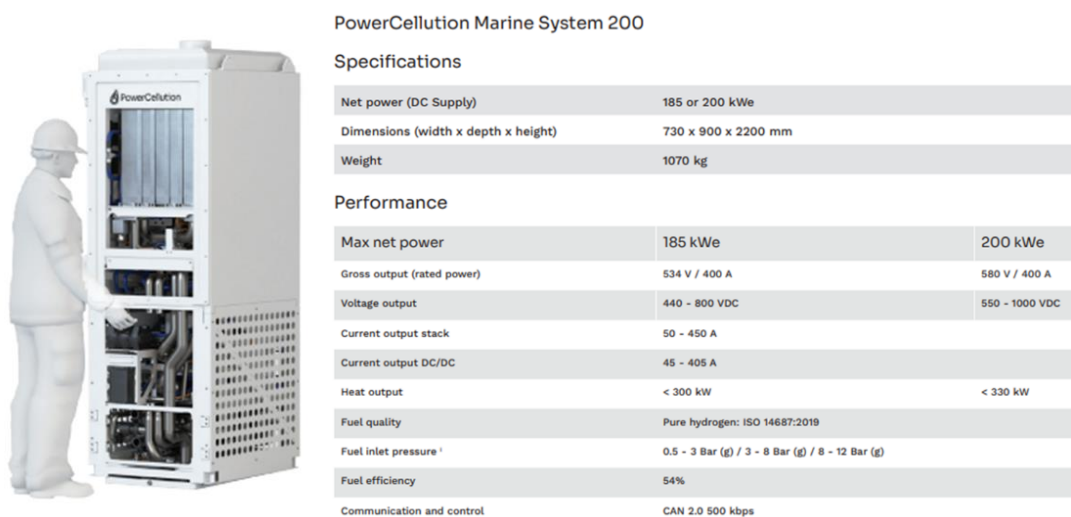 PowerCellution
PowerCellution Marine System 200
Specifications
Net power (DC Supply) 185 or 200 kWe
Dimensions (width x depth x height) 730 x 900 x 2200 mm
Weight 1070 kg
Performance
Max net power 185 kWe 200 kWe
Gross output (rated power) 534 V / 400 A 580 V / 400 A
Voltage output 440 - 800 VDC 550 - 1000 VDC
Current output stack 50 - 450 A
Current output DC/DC 45 - 405 A
Heat output < 300 kW < 330 kW
Fuel quality Pure hydrogen: ISO 14687:2019
Fuel inlet pressure ¹ 0.5 - 3 Bar (g) / 3 - 8 Bar (g) / 8 - 12 Bar (g)
Fuel efficiency 54%
Communication and control CAN 2.0 500 kbps